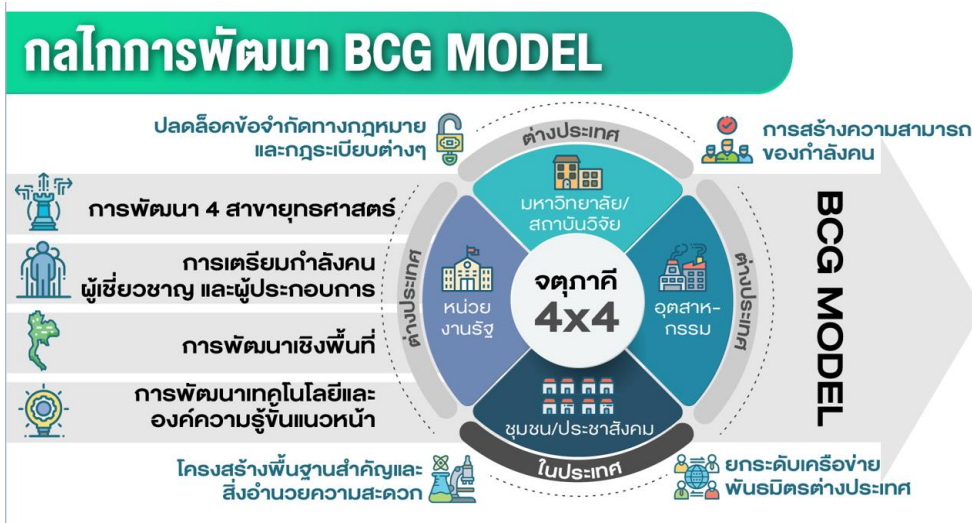 กลไกการพัฒนา BCG MODEL
ปลดล็อคข้อจำกัดทางกฎหมาย
และกฎระเบียบต่างๆ
การสร้างความสามารถ
ของกำลังคน
การพัฒนา 4 สาขายุทธศาสตร์
การเตรียมกำลังคน
ผู้เชี่ยวชาญ และผู้ประกอบการ
การพัฒนาเชิงพื้นที่
การพัฒนาเทคโนโลยีและ
องค์ความรู้ขั้นแนวหน้า
ต่างประเทศ
ต่างประเทศ
ต่างประเทศ
ในประเทศ
มหาวิทยาลัย/
สถาบันวิจัย
หน่วย
งานรัฐ
จตุภาคี
4x4
อุตสาห-
กรรม
ชุมชน/ประชาสังคม
BCG MODEL
โครงสร้างพื้นฐานสำคัญและ
สิ่งอำนวยความสะดวก
ยกระดับเครือข่าย
พันธมิตรต่างประเทศ